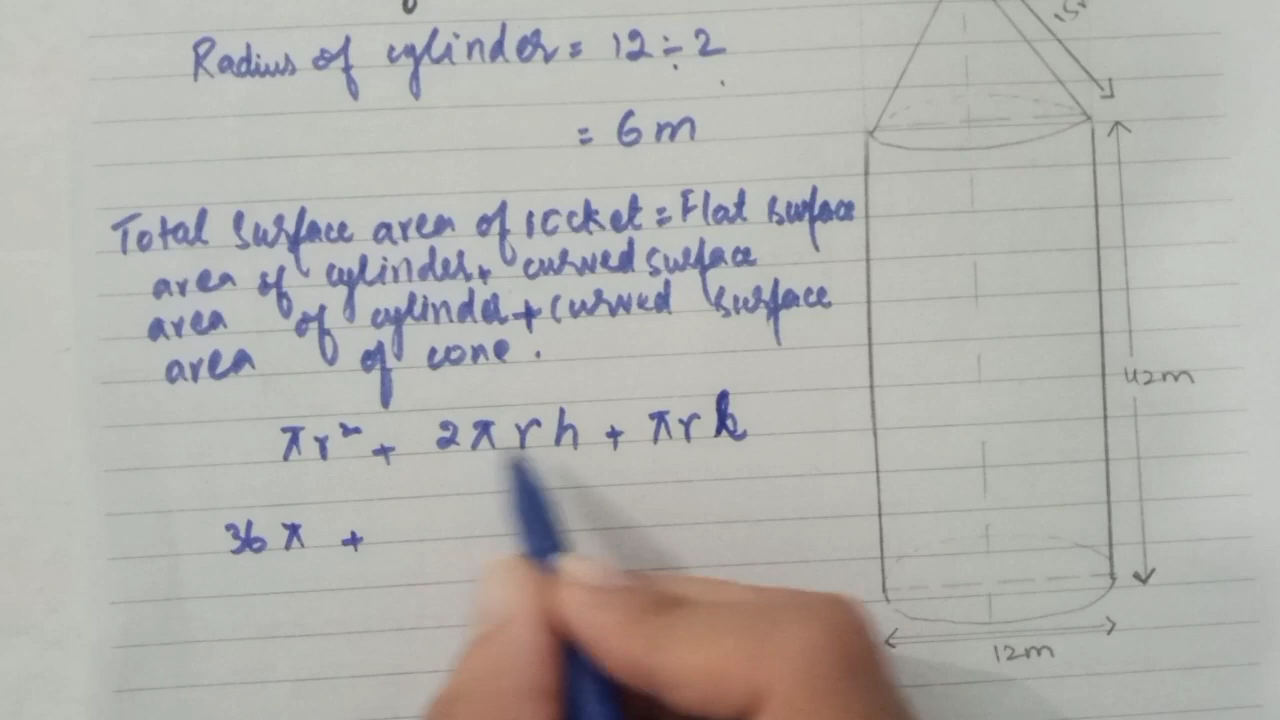 Radius of cylinder = 12 ÷ 2
= 6 m
Total surface area of rocket = Flat surface
area of cylinder + curved surface
area of cylinder + curved surface
area of cone.
πr² + 2πrh + πrl
36π +
42m
12m